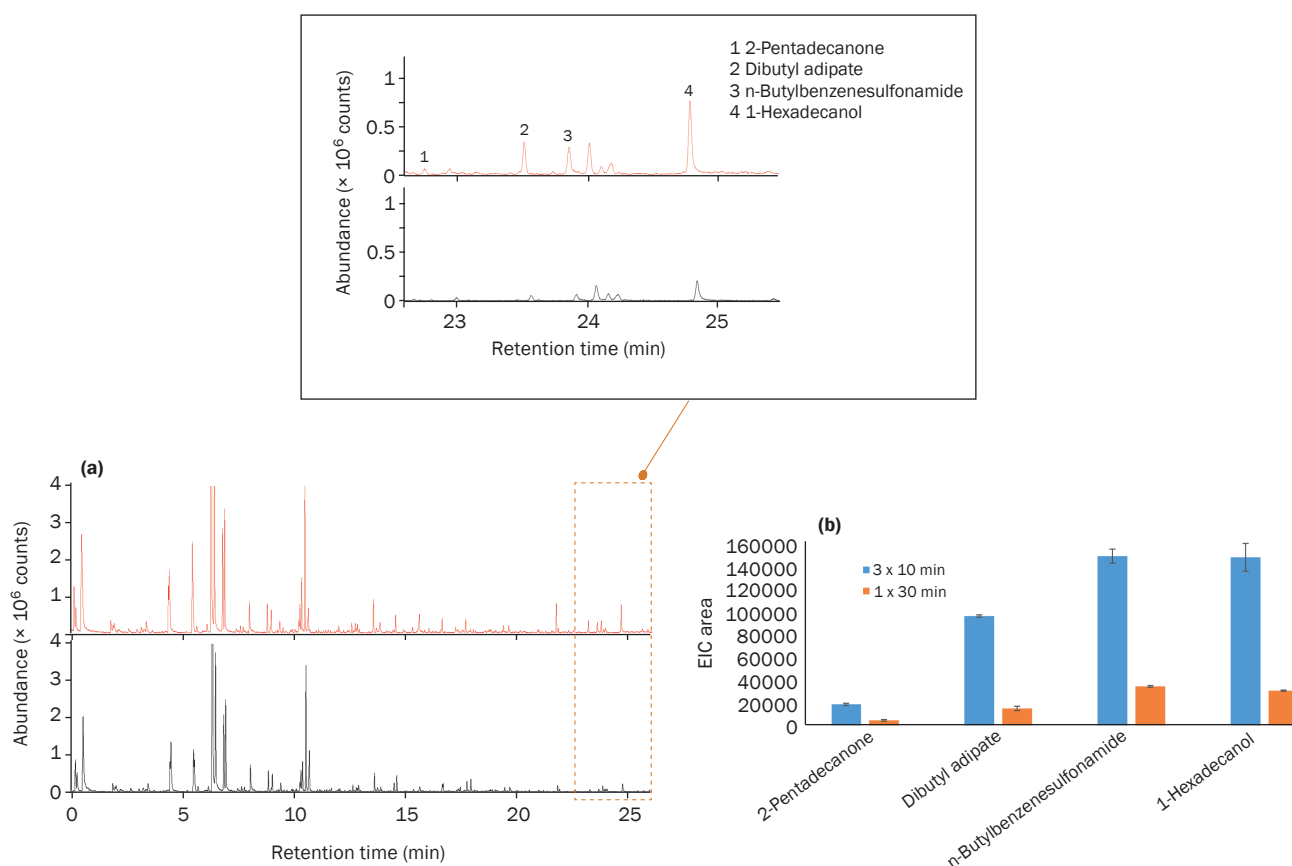 1 2-Pentadecanone
2 Dibutyl adipate
3 n-Butylbenzenesulfonamide
4 1-Hexadecanol
Abundance (× 10⁶ counts)
1
0.5
0
1
2
3
4
Abundance (× 10⁶ counts)
1
0.5
0
23
24
25
Retention time (min)
(a)
Abundance (× 10⁶ counts)
4
3
2
1
4
3
2
1
0
0
5
10
15
20
25
Retention time (min)
(b)
3 x 10 min
1 x 30 min
EIC area
160000
140000
120000
100000
80000
60000
40000
20000
0
2-Pentadecanone
Dibutyl adipate
n-Butylbenzenesulfonamide
1-Hexadecanol